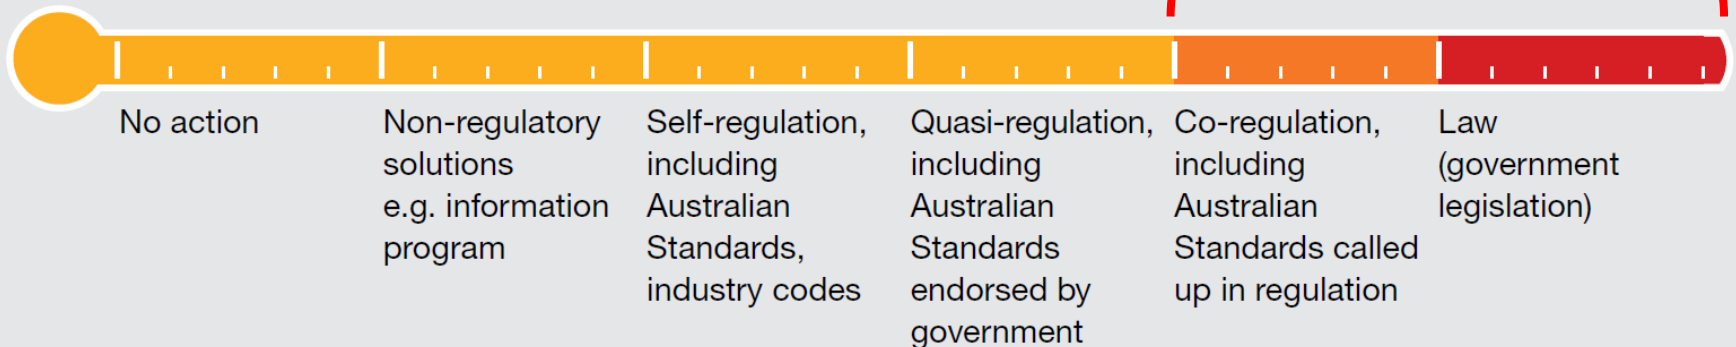 No action
Non-regulatory
solutions
e.g. information
program
Self-regulation,
including
Australian
Standards,
industry codes
Quasi-regulation,
including
Australian
Standards
endorsed by
government
Co-regulation,
including
Australian
Standards called
up in regulation
Law
(government
legislation)